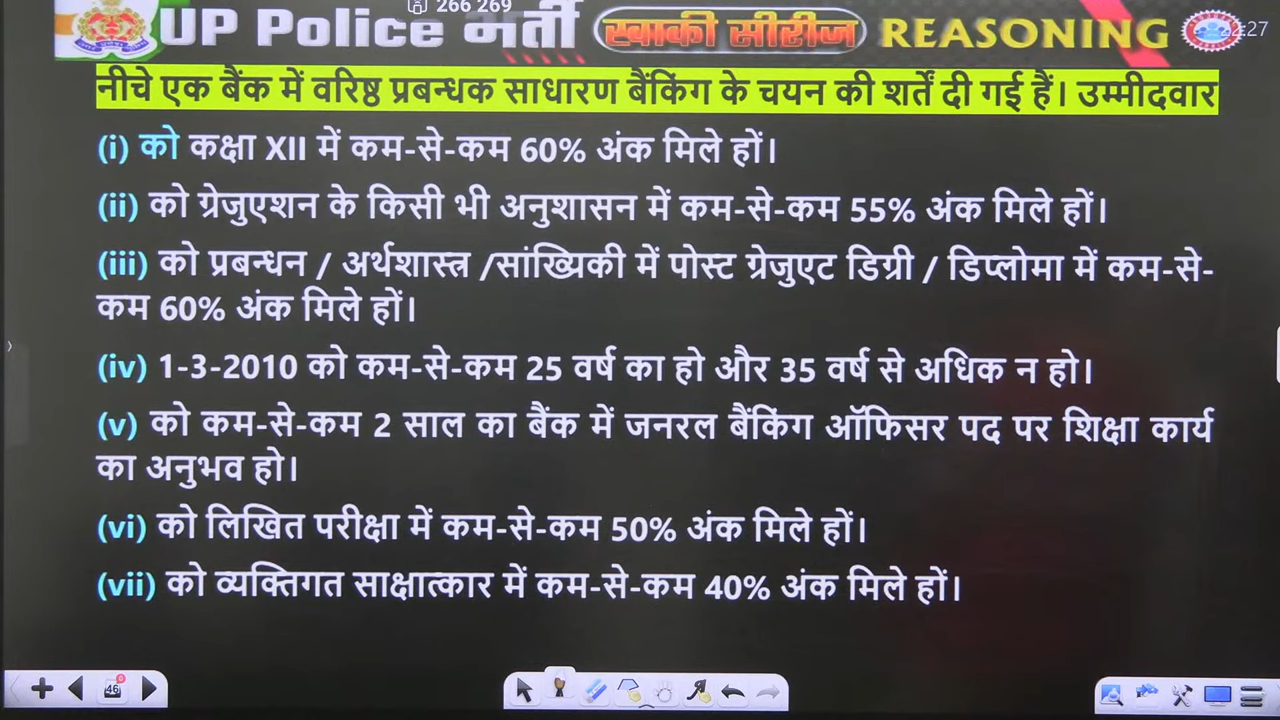 266 269
UP Police भर्ती खाकी सीरीज REASONING
22:27
नीचे एक बैंक में वरिष्ठ प्रबन्धक साधारण बैंकिंग के चयन की शर्तें दी गई हैं। उम्मीदवार
(i) को कक्षा XII में कम-से-कम 60% अंक मिले हों।
(ii) को ग्रेजुएशन के किसी भी अनुशासन में कम-से-कम 55% अंक मिले हों।
(iii) को प्रबन्धन / अर्थशास्त्र /सांख्यिकी में पोस्ट ग्रेजुएट डिग्री / डिप्लोमा में कम-से-
कम 60% अंक मिले हों।
(iv) 1-3-2010 को कम-से-कम 25 वर्ष का हो और 35 वर्ष से अधिक न हो।
(v) को कम-से-कम 2 साल का बैंक में जनरल बैंकिंग ऑफिसर पद पर शिक्षा कार्य
का अनुभव हो।
(vi) को लिखित परीक्षा में कम-से-कम 50% अंक मिले हों।
(vii) को व्यक्तिगत साक्षात्कार में कम-से-कम 40% अंक मिले हों।
46